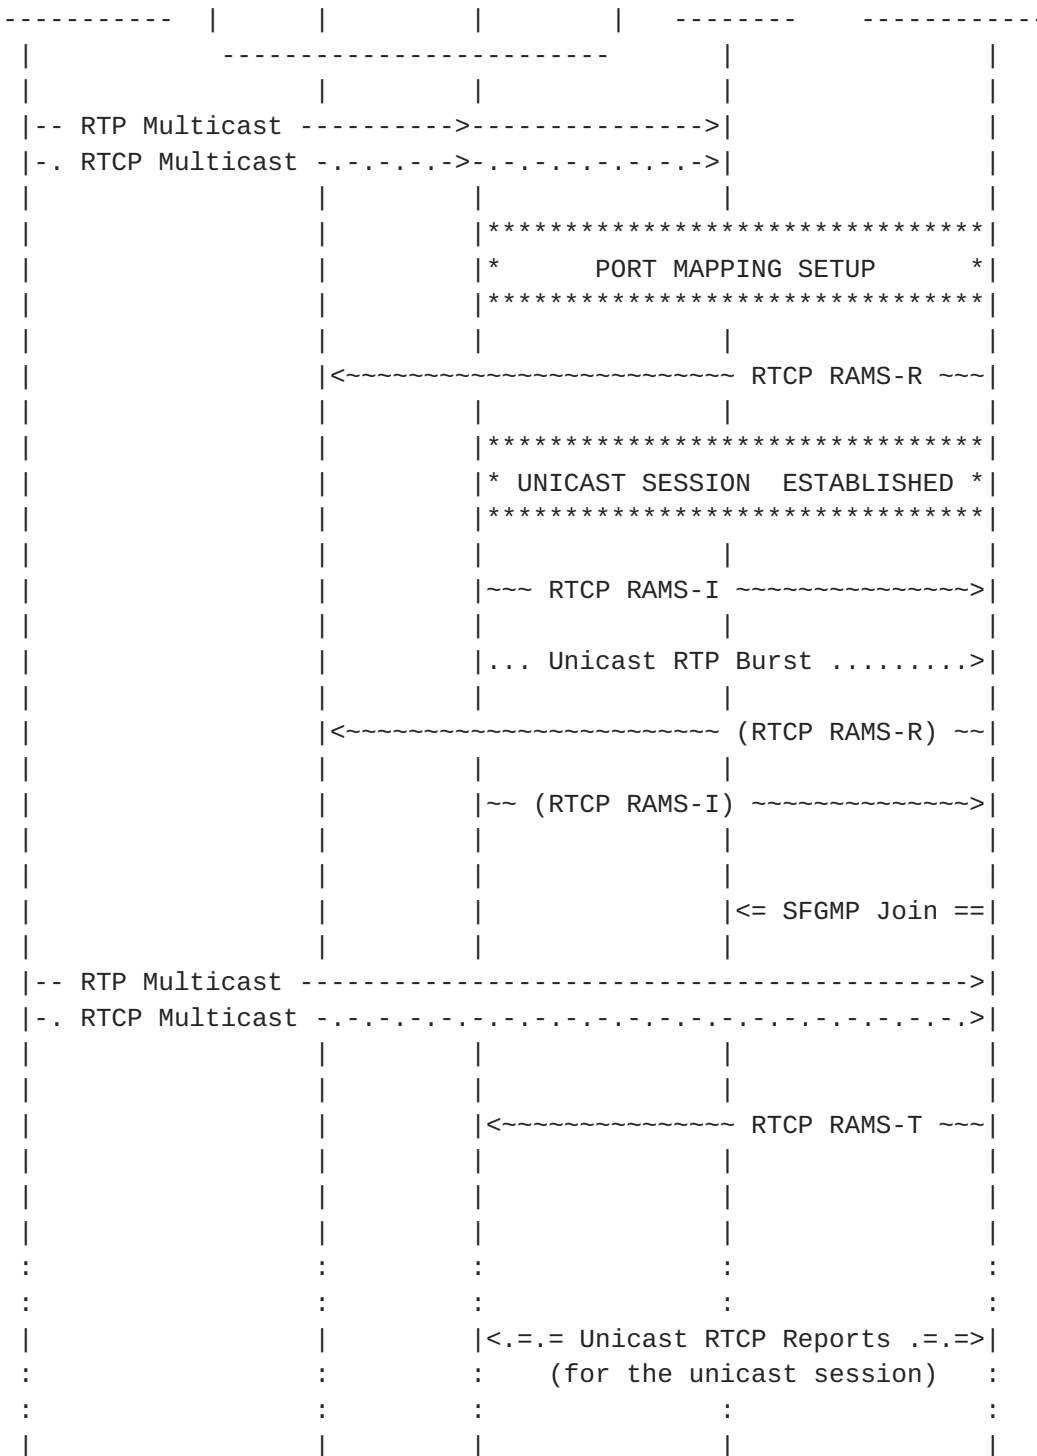 -----------  |       |         |        |   --------    ------------
 |            -------------------------       |                |
 |                  |         |               |                |
 |-- RTP Multicast ---------->--------------->|                |
 |-. RTCP Multicast -.-.-.-.->-.-.-.-.-.-.-.->|                |
 |                  |         |               |                |
 |                  |         |********************************|
 |                  |         |*      PORT MAPPING SETUP      *|
 |                  |         |********************************|
 |                  |         |               |                |
 |                  |<~~~~~~~~~~~~~~~~~~~~~~~~~ RTCP RAMS-R ~~~|
 |                  |         |               |                |
 |                  |         |********************************|
 |                  |         |* UNICAST SESSION  ESTABLISHED *|
 |                  |         |********************************|
 |                  |         |               |                |
 |                  |         |~~~ RTCP RAMS-I ~~~~~~~~~~~~~~~>|
 |                  |         |               |                |
 |                  |         |... Unicast RTP Burst .........>|
 |                  |         |               |                |
 |                  |<~~~~~~~~~~~~~~~~~~~~~~~~ (RTCP RAMS-R) ~~|
 |                  |         |               |                |
 |                  |         |~~ (RTCP RAMS-I) ~~~~~~~~~~~~~~>|
 |                  |         |               |                |
 |                  |         |               |                |
 |                  |         |               |<= SFGMP Join ==|
 |                  |         |               |                |
 |-- RTP Multicast ------------------------------------------->|
 |-. RTCP Multicast -.-.-.-.-.-.-.-.-.-.-.-.-.-.-.-.-.-.-.-.-.>|
 |                  |         |               |                |
 |                  |         |               |                |
 |                  |         |<~~~~~~~~~~~~~~~ RTCP RAMS-T ~~~|
 |                  |         |               |                |
 |                  |         |               |                |
 |                  |         |               |                |
 :                  :         :               :                :
 :                  :         :               :                :
 |                  |         |<.=.= Unicast RTCP Reports .=.=>|
 :                  :         :    (for the unicast session)   :
 :                  :         :               :                :
 |                  |         |               |                |